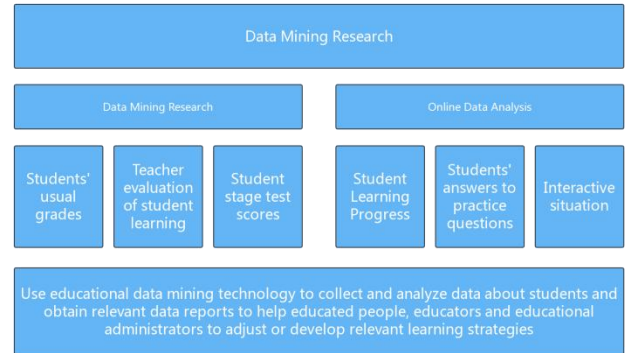 Data Mining Research
Data Mining Research
Online Data Analysis
Students'
usual
grades
Teacher
evaluation
of student
learning
Student
stage test
scores
Student
Learning
Progress
Students'
answers to
practice
questions
Interactive
situation
Use educational data mining technology to collect and analyze data about students and
obtain relevant data reports to help educated people, educators and educational
administrators to adjust or develop relevant learning strategies